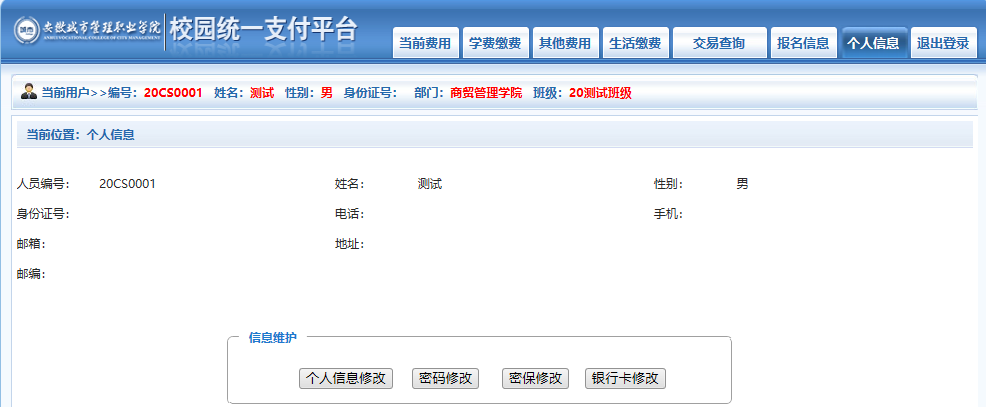 安徽城市管理职业学院 校园统一支付平台
ANHUI VOCATIONAL COLLEGE OF CITY MANAGEMENT
当前费用 学费缴费 其他费用 生活缴费 交易查询 报名信息 个人信息 退出登录
当前用户>>编号：20CS0001 姓名：测试 性别：男 身份证号： 部门：商贸管理学院 班级：20测试班级
当前位置：个人信息
人员编号： 20CS0001 姓名： 测试 性别： 男
身份证号： 电话： 手机：
邮箱： 地址：
邮编：
信息维护
个人信息修改 密码修改 密保修改 银行卡修改